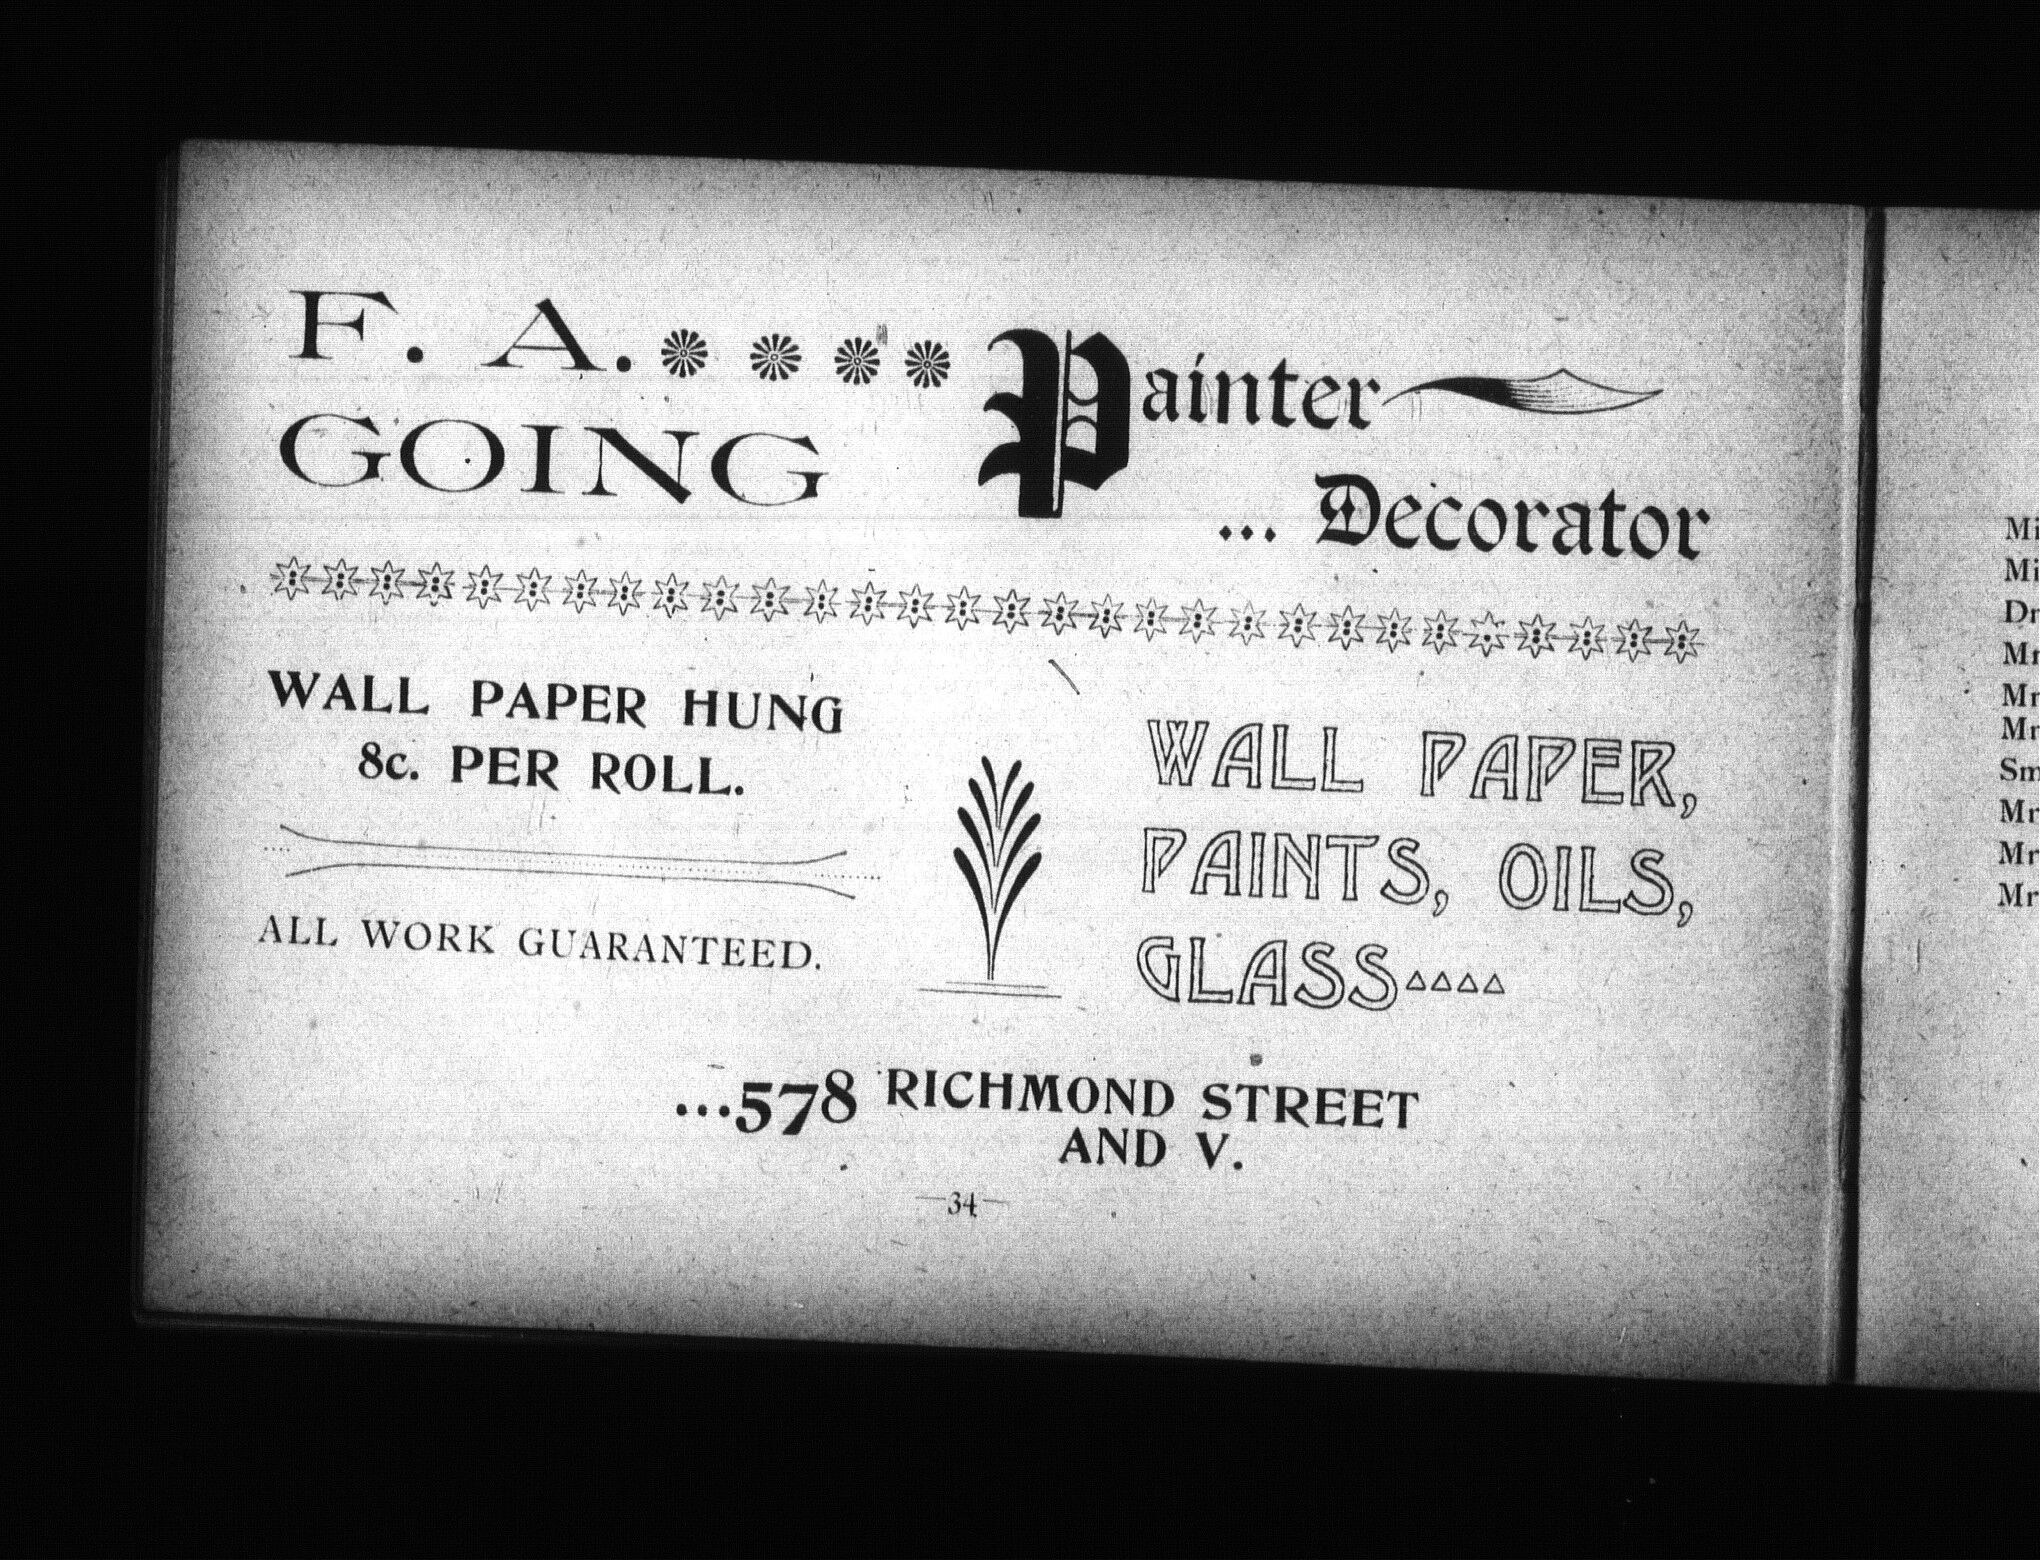 F. A.
GOING
Painter
... Decorator
WALL PAPER HUNG
8c. PER ROLL.
ALL WORK GUARANTEED.
WALL PAPER,
PAINTS, OILS,
GLASS
...578 RICHMOND STREET
AND V.
—34—
Mi
Mi
Dr
Mr
Mr
Mr
Sm
Mr
Mr
Mr